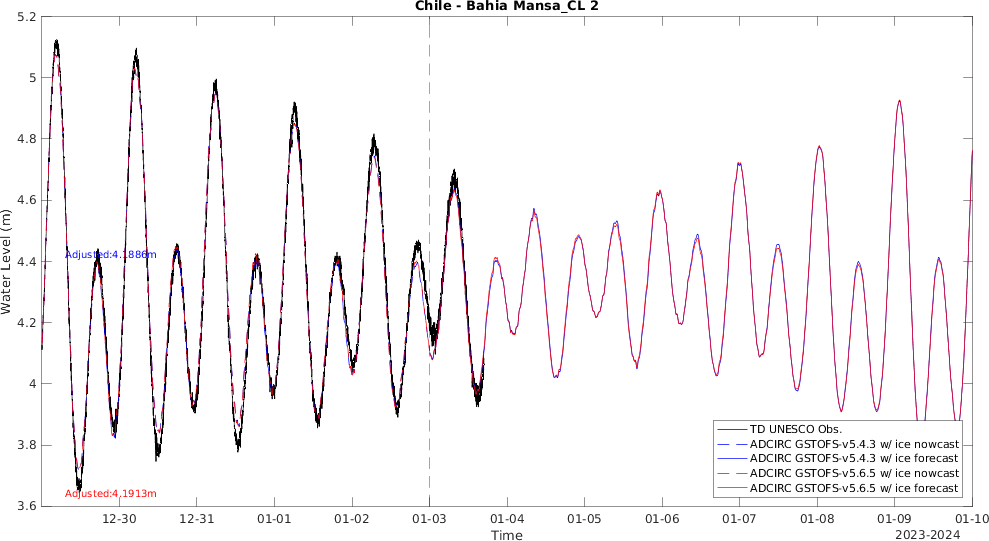 Chile - Bahia Mansa_CL 2
5.2
5
4.8
4.6
4.4
4.2
4
3.8
3.6
Water Level (m)
Adjusted:4.1886m
Adjusted:4.1913m
TD UNESCO Obs.
ADCIRC GSTOFS-v5.4.3 w/ ice nowcast
ADCIRC GSTOFS-v5.4.3 w/ ice forecast
ADCIRC GSTOFS-v5.6.5 w/ ice nowcast
ADCIRC GSTOFS-v5.6.5 w/ ice forecast
12-30 12-31 01-01 01-02 01-03 01-04 01-05 01-06 01-07 01-08 01-09 01-10
Time
2023-2024